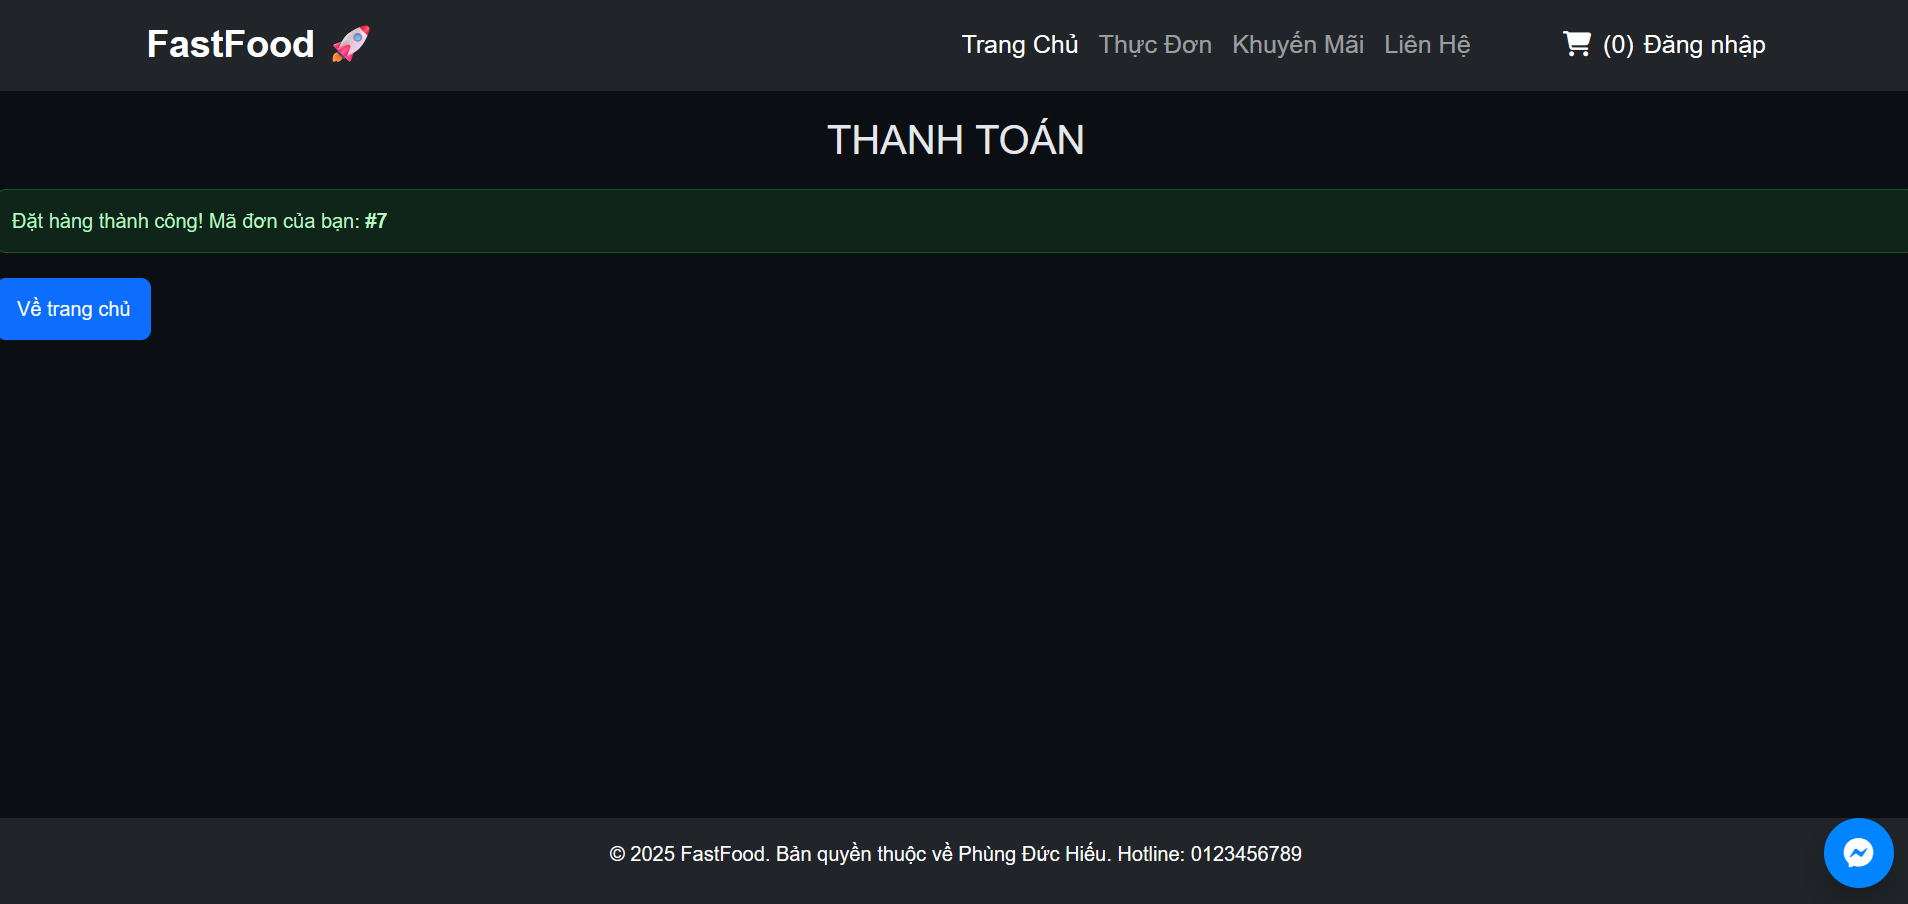 FastFood 🚀
Trang Chủ Thực Đơn Khuyến Mãi Liên Hệ (0) Đăng nhập
THANH TOÁN
Đặt hàng thành công! Mã đơn của bạn: #7
Về trang chủ
© 2025 FastFood. Bản quyền thuộc về Phùng Đức Hiếu. Hotline: 0123456789